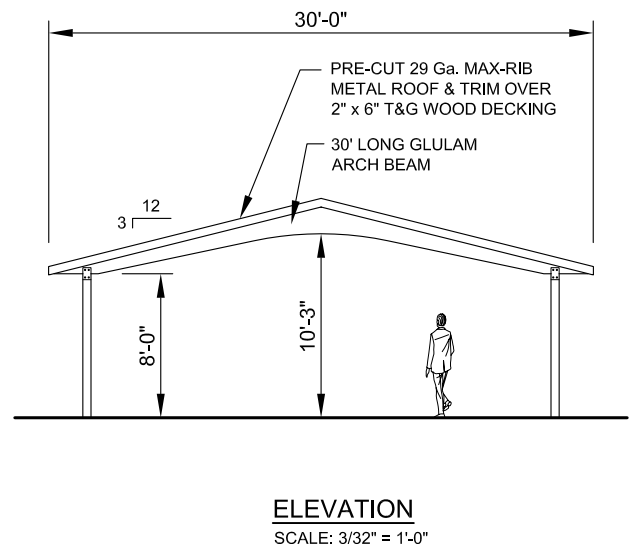 30'-0"
PRE-CUT 29 Ga. MAX-RIB
METAL ROOF & TRIM OVER
2" x 6" T&G WOOD DECKING
30' LONG GLULAM
ARCH BEAM
12
3
8'-0"
10'-3"
ELEVATION
SCALE: 3/32" = 1'-0"